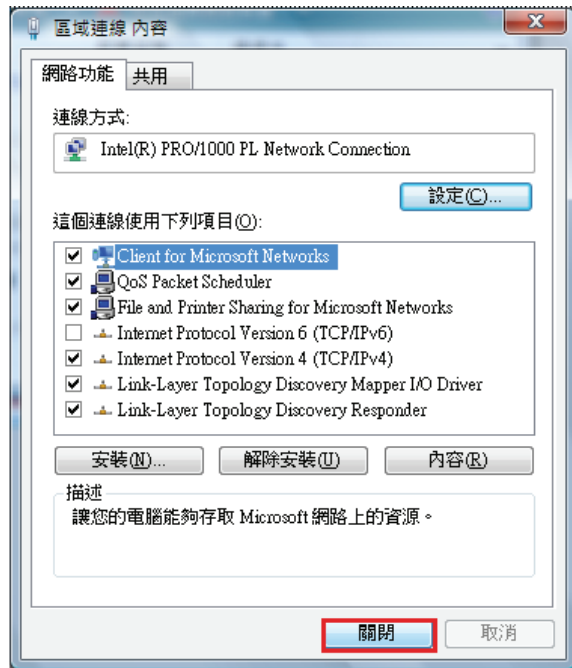 區域連線 內容
網路功能 共用
連線方式:
Intel(R) PRO/1000 PL Network Connection
設定(C)...
這個連線使用下列項目(O):
Client for Microsoft Networks
QoS Packet Scheduler
File and Printer Sharing for Microsoft Networks
Internet Protocol Version 6 (TCP/IPv6)
Internet Protocol Version 4 (TCP/IPv4)
Link-Layer Topology Discovery Mapper I/O Driver
Link-Layer Topology Discovery Responder
安裝(N)... 解除安裝(U) 內容(R)
描述
讓您的電腦能夠存取 Microsoft 網路上的資源。
關閉 取消